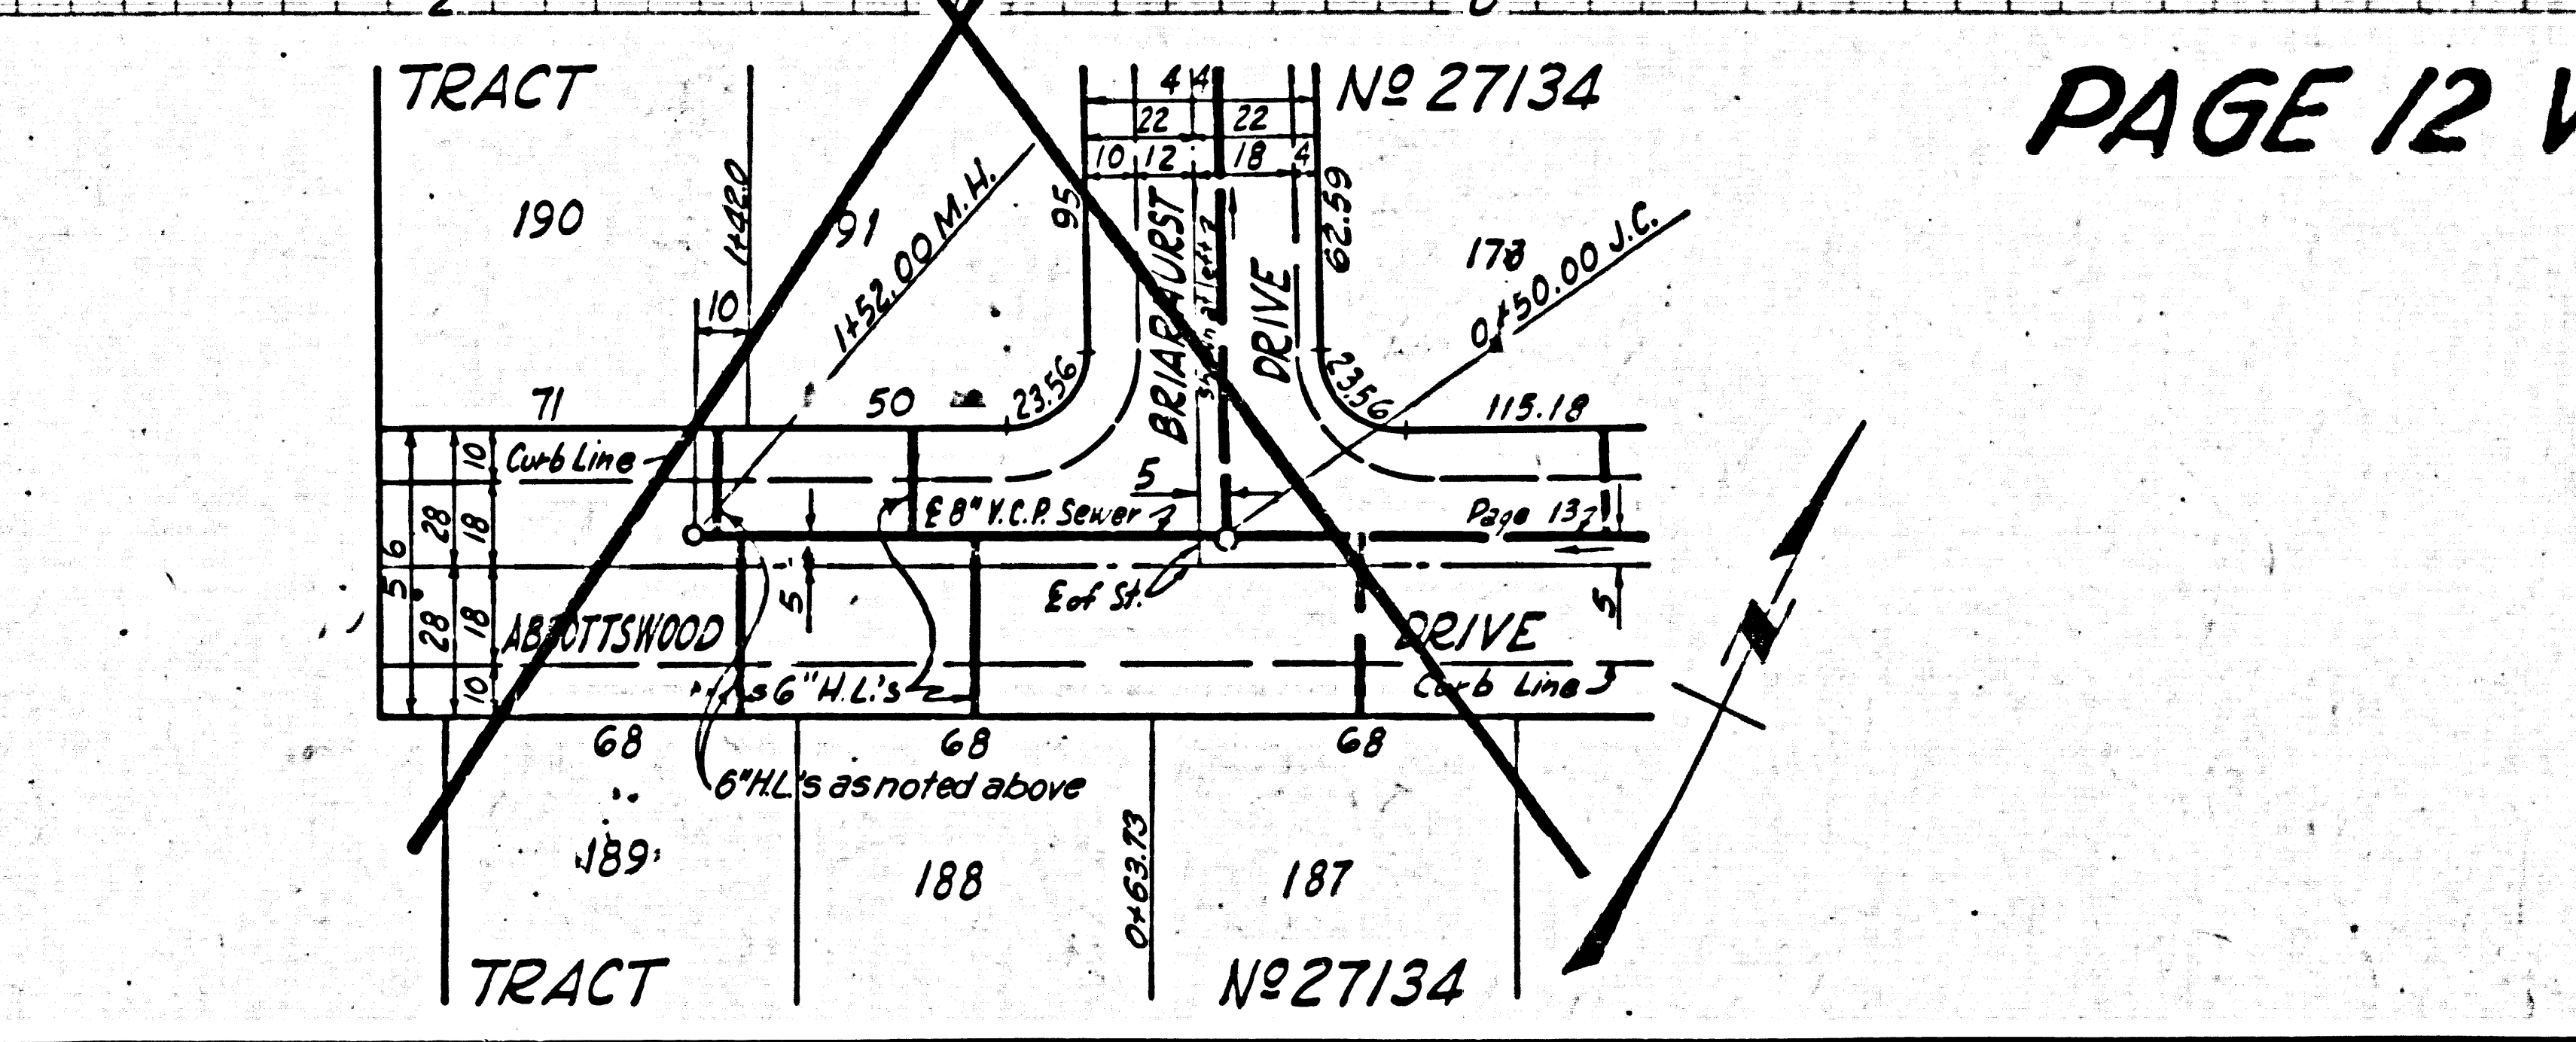 TRACT
Nº 27134
PAGE 12
4 4
22 22
10 12 18 4
190
1+42.0
91
1+52.00 M.H.
95
BRIARHURST
DRIVE
62.59
178
0+50.00 J.C.
10
71
50
23.56
23.56
115.18
Curb Line
5
℄ 8" V.C.P. Sewer
Page 13
10
18
28
56
28
18
10
5'
℄ of St.
5
ABBOTTSWOOD
DRIVE
6" H.L.'s
Curb Line
68
68
68
6" H.L.'s as noted above
189
188
0+63.73
187
TRACT
Nº 27134